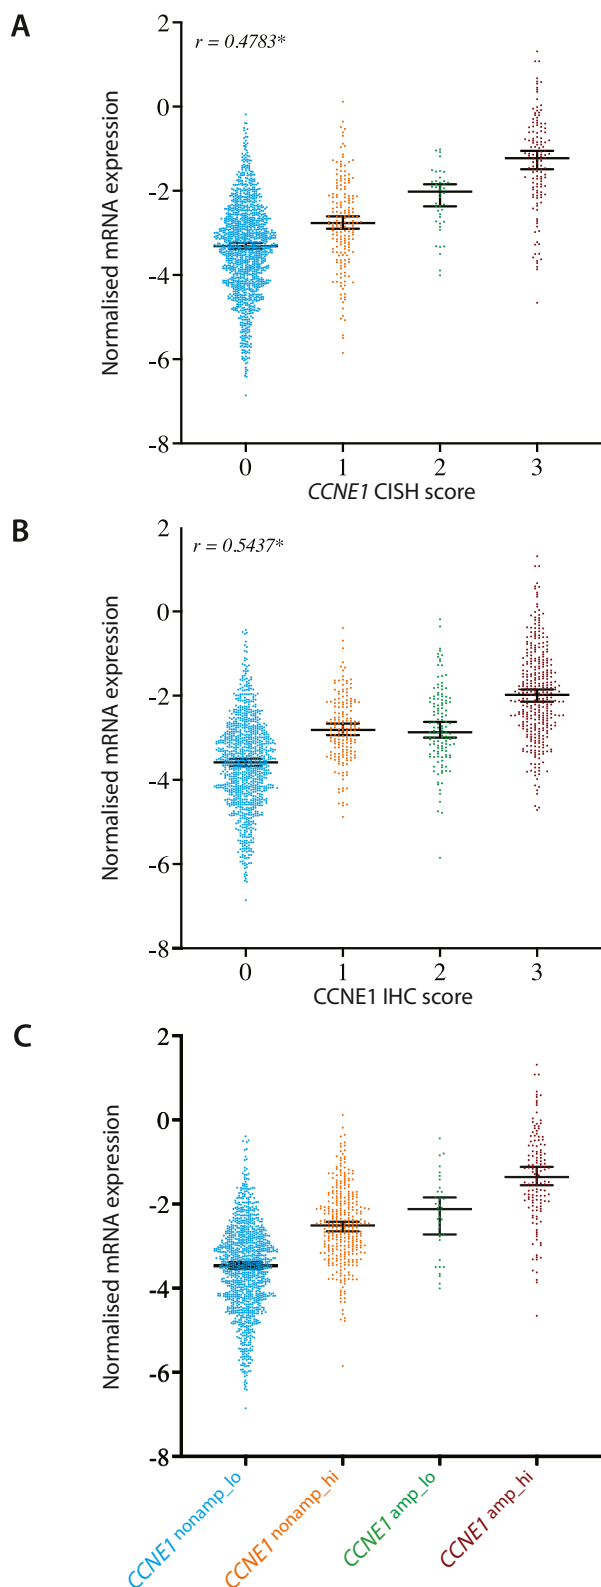 A
r = 0.4783*
Normalised mRNA expression
2
0
-2
-4
-6
-8
0 1 2 3
CCNE1 CISH score
B
r = 0.5437*
Normalised mRNA expression
2
0
-2
-4
-6
-8
0 1 2 3
CCNE1 IHC score
C
Normalised mRNA expression
2
0
-2
-4
-6
-8
CCNE1 nonamp_lo
CCNE1 nonamp_hi
CCNE1 amp_lo
CCNE1 amp_hi